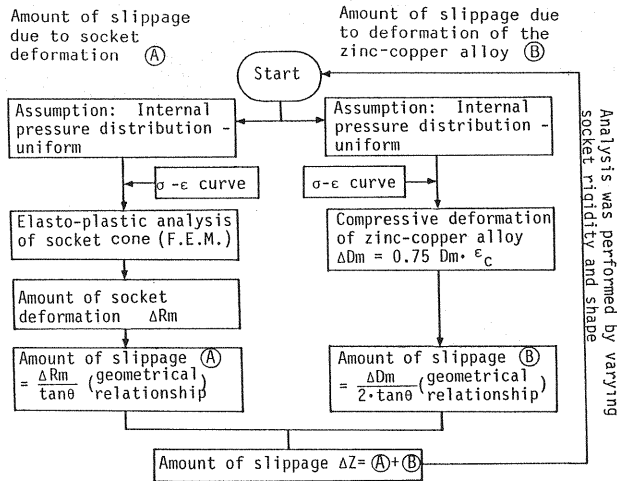 Amount of slippage
due to socket
deformation Ⓐ
Amount of slippage due
to deformation of the
zinc-copper alloy Ⓑ
Start
Assumption: Internal
pressure distribution -
uniform
Assumption: Internal
pressure distribution -
uniform
σ -ε curve
σ-ε curve
Elasto-plastic analysis
of socket cone (F.E.M.)
Compressive deformation
of zinc-copper alloy
ΔDm = 0.75 Dm· ε_c
Amount of socket
deformation ΔRm
Amount of slippage Ⓐ
= ΔRm/tanθ (geometrical relationship)
Amount of slippage Ⓑ
= ΔDm/2·tanθ (geometrical relationship)
Amount of slippage ΔZ= Ⓐ+Ⓑ
Analysis was performed by varying
socket rigidity and shape